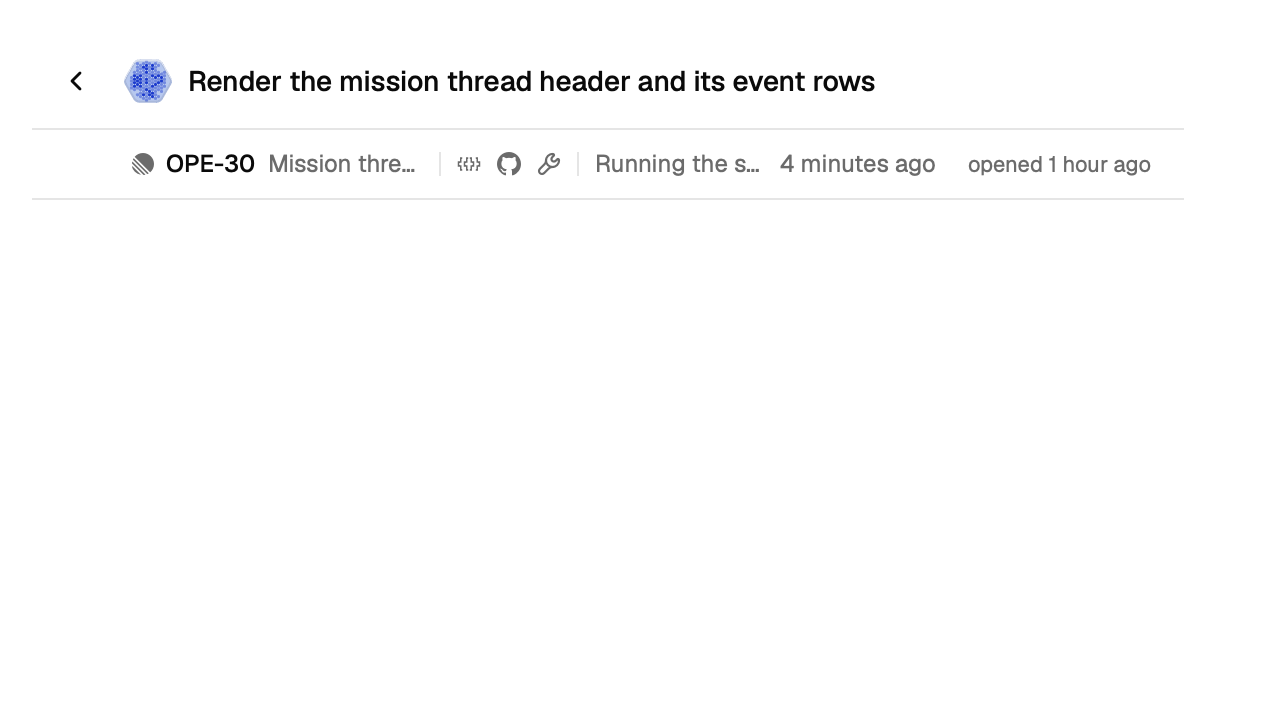 Render the mission thread header and its event rows
OPE-30 Mission thre... Running the s... 4 minutes ago opened 1 hour ago